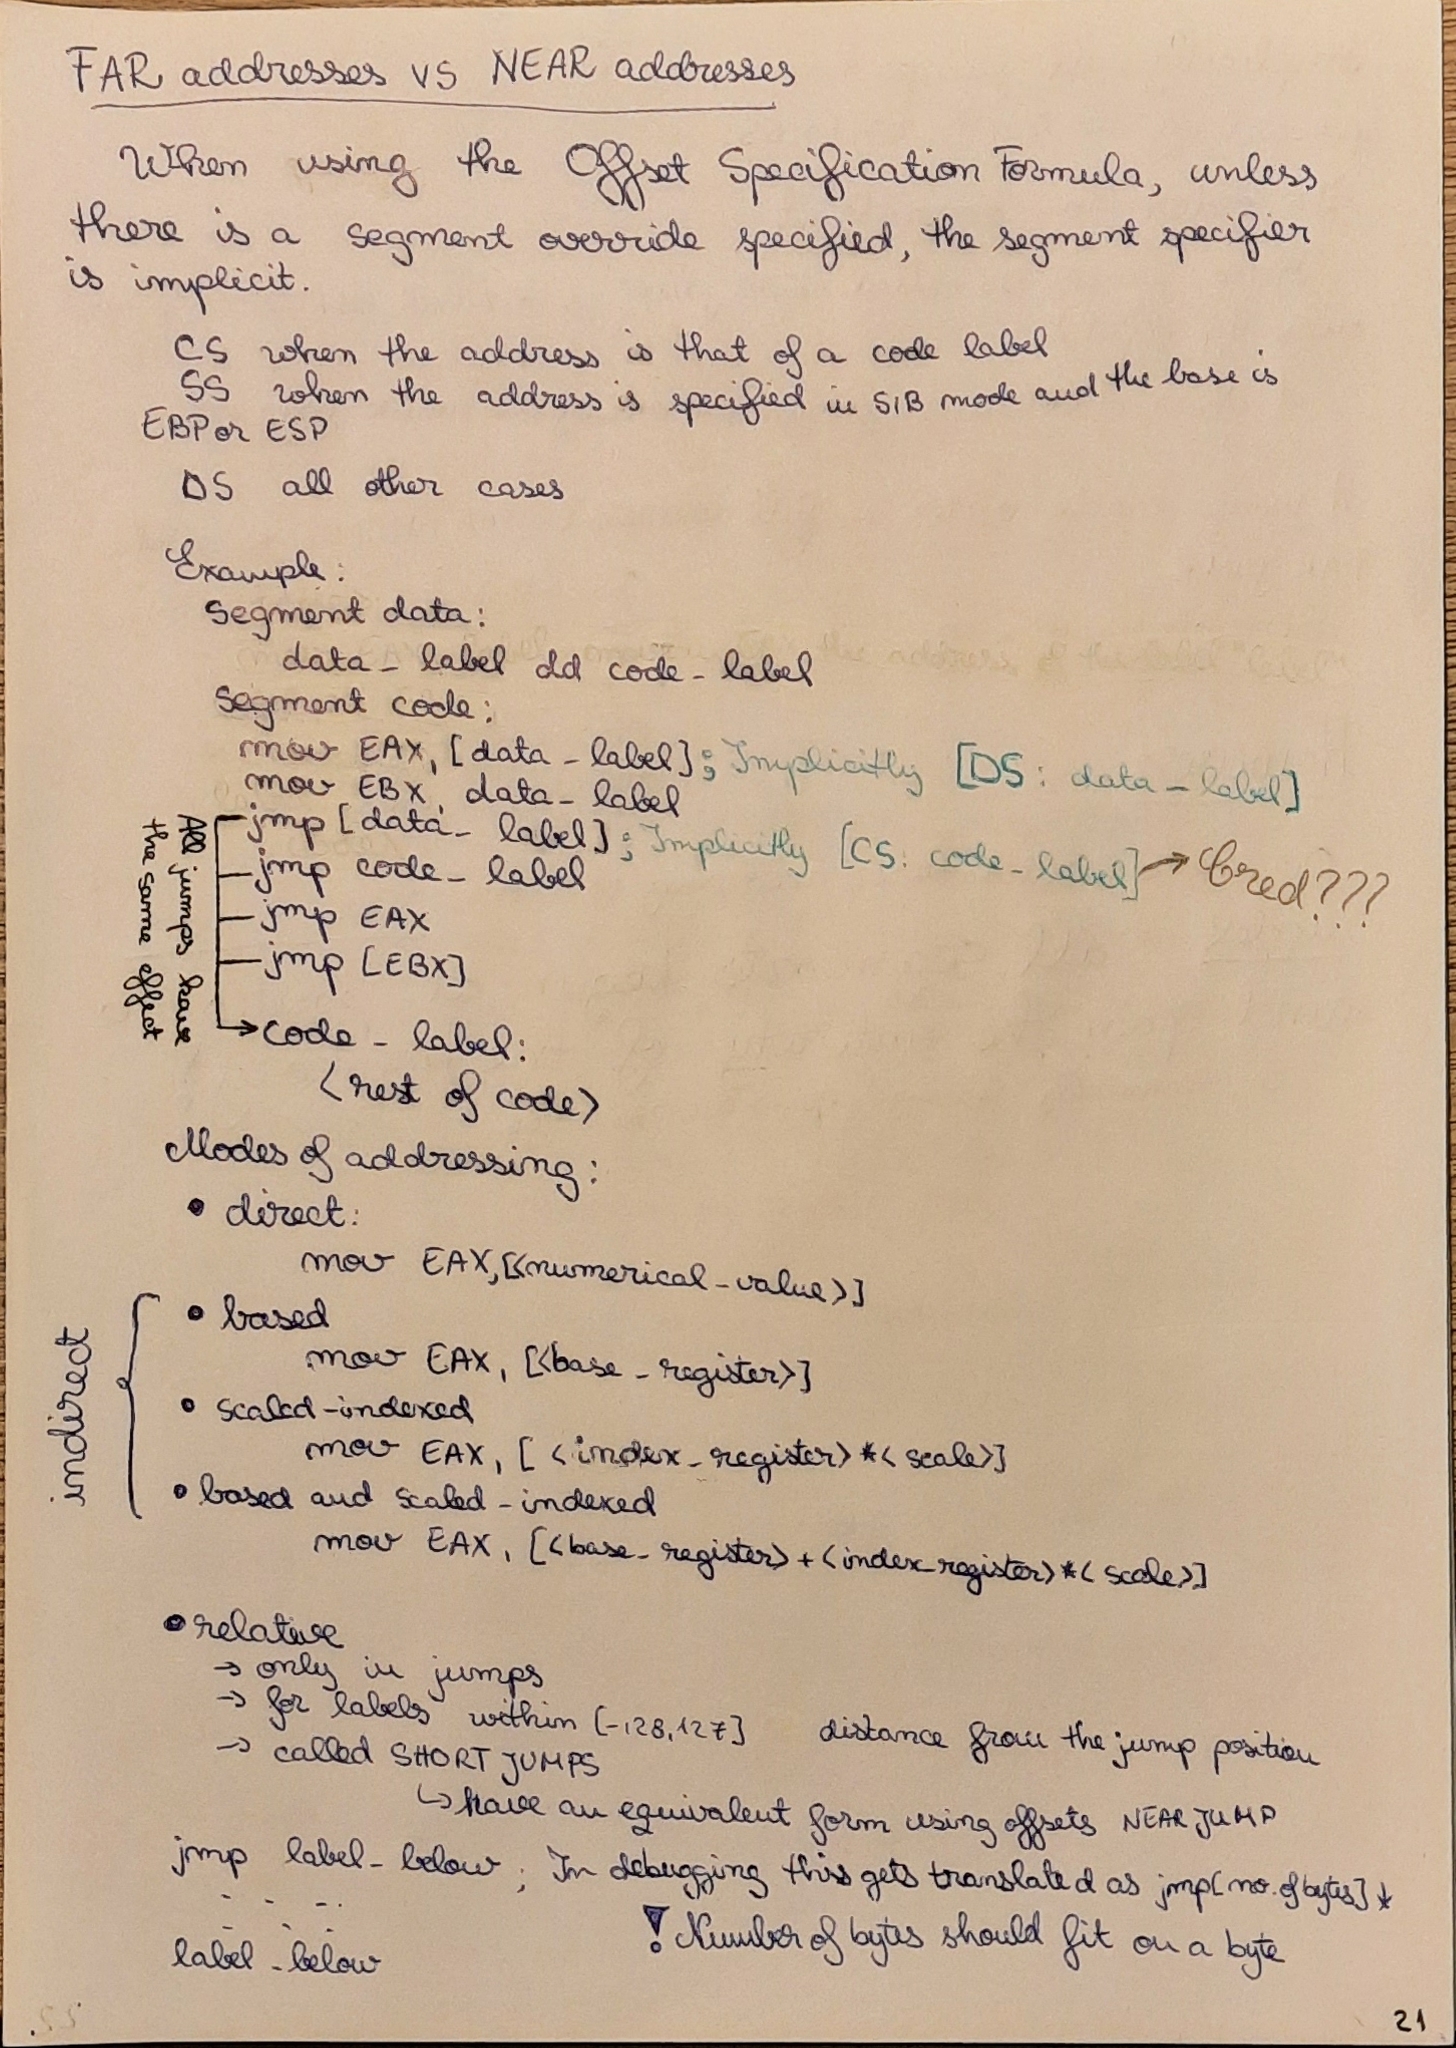 FAR addresses vs NEAR addresses
When using the Offset Specification Formula, unless
there is a segment override specified, the segment specifier
is implicit.
CS when the address is that of a code label
SS when the address is specified in SIB mode and the base is
EBP or ESP
DS all other cases
Example:
segment data:
data_label dd code_label
segment code:
mov EAX, [data_label] ; Implicitly [DS: data_label]
mov EBX, data_label
jmp [data_label] ; Implicitly [CS: code_label] → Cred???
jmp code_label
jmp EAX
jmp [EBX]
All jumps have
the same effect
code_label:
<rest of code>
Modes of addressing:
• direct:
mov EAX,[<numerical_value>]
indirect
• based
mov EAX, [<base_register>]
• scaled-indexed
mov EAX, [<index_register>*<scale>]
• based and scaled-indexed
mov EAX, [<base_register>+<index_register>*<scale>]
• relative
→ only in jumps
→ for labels within [-128,127] distance from the jump position
→ called SHORT JUMPS
↳ have an equivalent form using offsets NEAR JUMP
jmp label_below ; In debugging this gets translated as jmp[no. of bytes]↓
- - - .
- . - .
label_below ! Number of bytes should fit on a byte
21